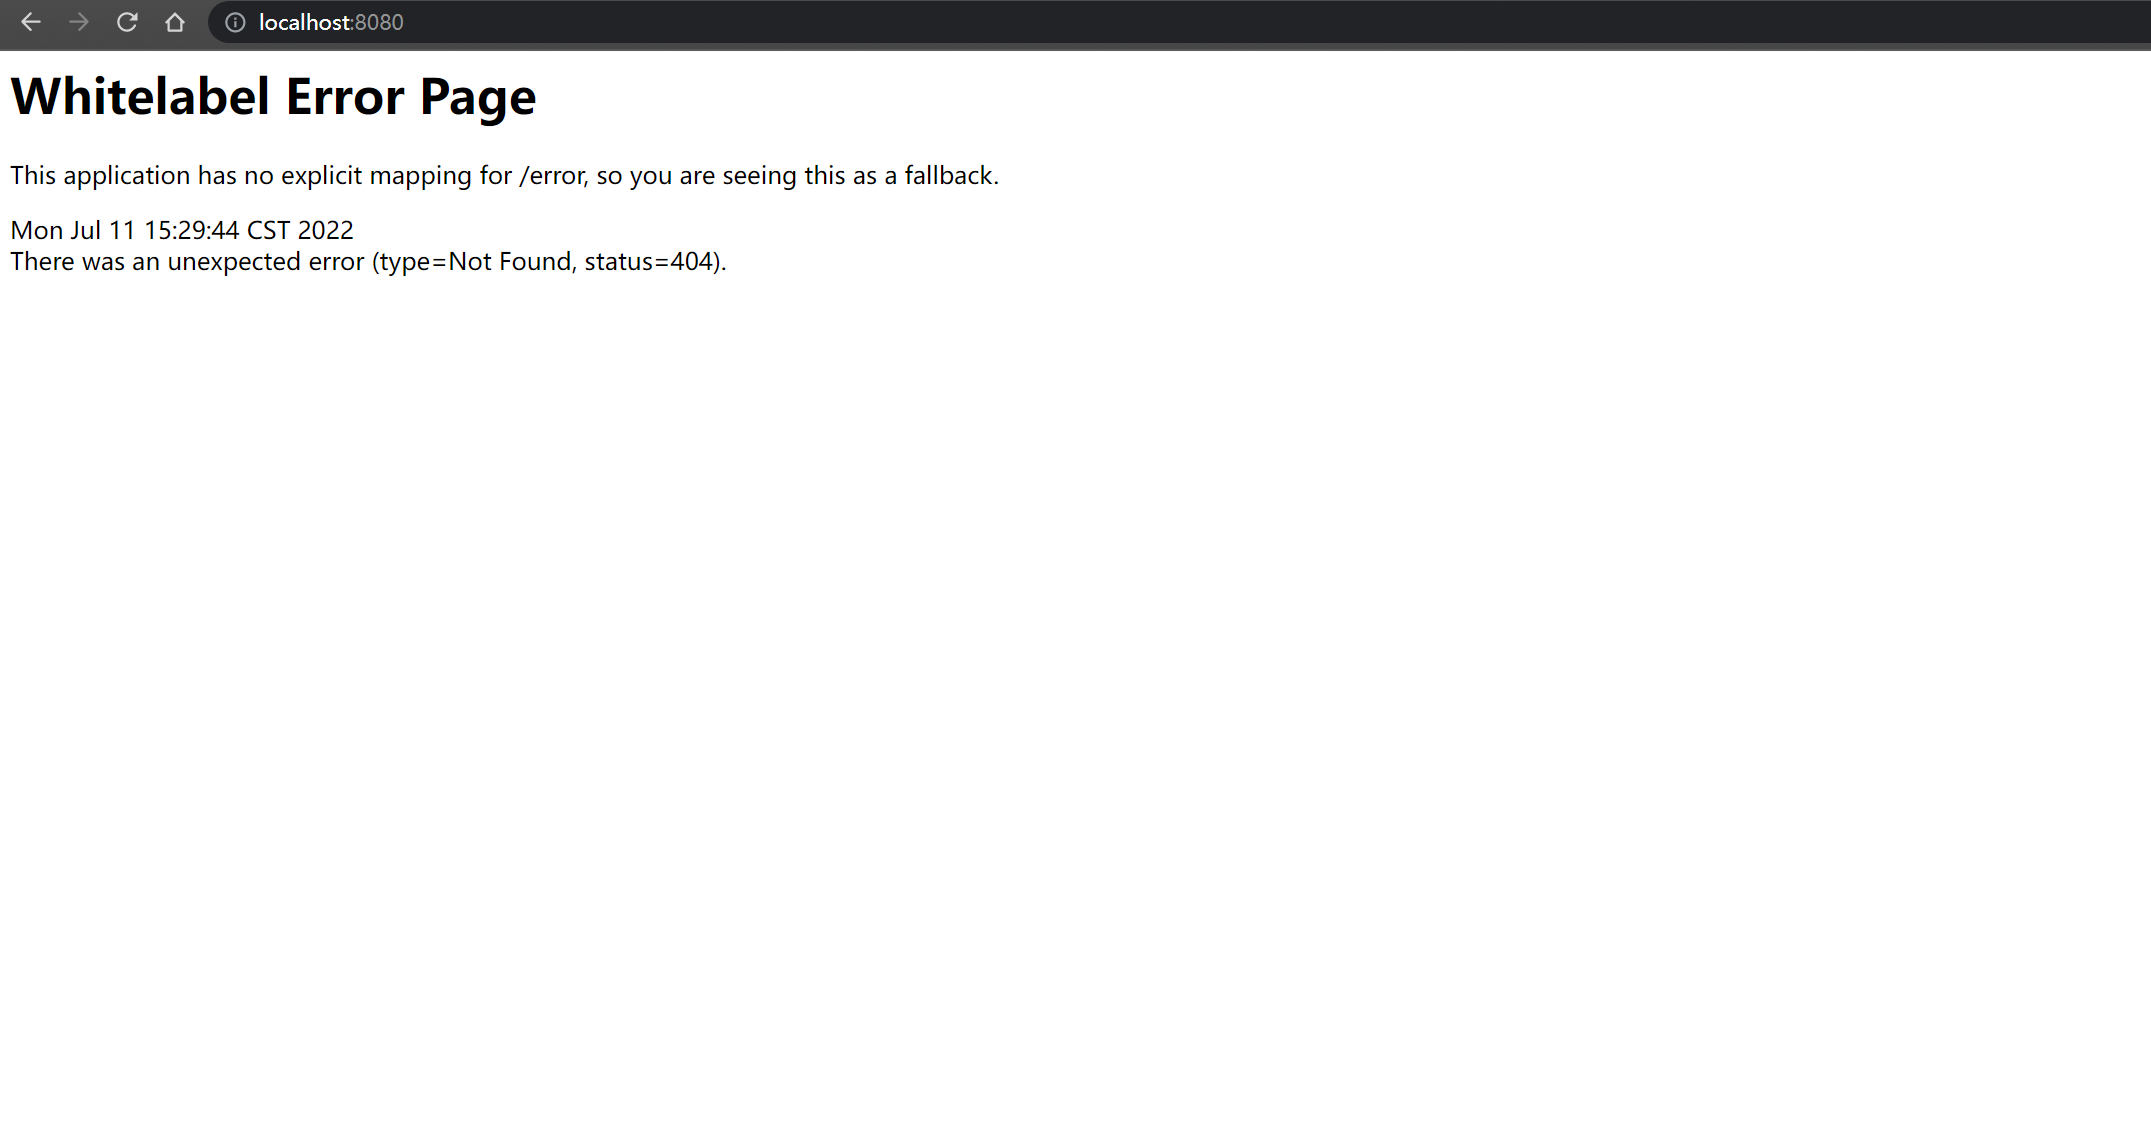 localhost:8080
Whitelabel Error Page
This application has no explicit mapping for /error, so you are seeing this as a fallback.
Mon Jul 11 15:29:44 CST 2022
There was an unexpected error (type=Not Found, status=404).